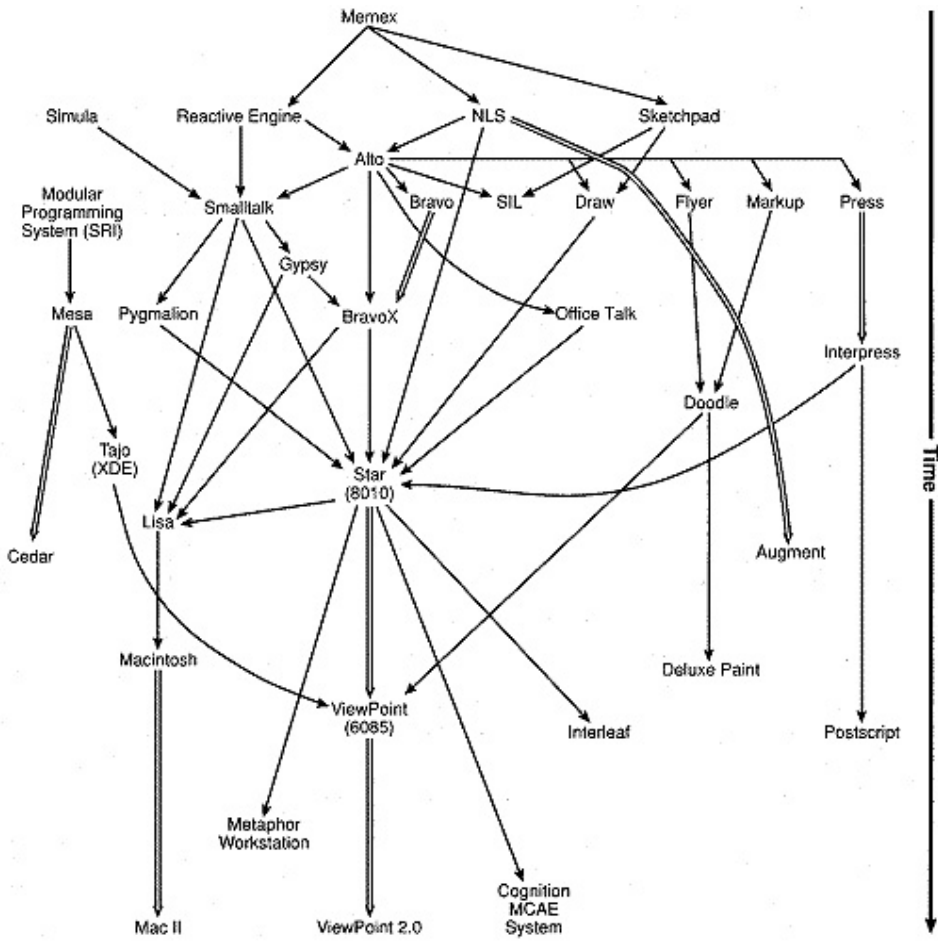 Memex
Simula
Reactive Engine
NLS
Sketchpad
Alto
Modular
Programming
System (SRI)
Smalltalk
Bravo
SIL
Draw
Flyer
Markup
Press
Gypsy
Mesa
Pygmalion
BravoX
Office Talk
Interpress
Doodle
Tajo
(XDE)
Time
Star
(8010)
Lisa
Cedar
Augment
Macintosh
Deluxe Paint
ViewPoint
(6085)
Interleaf
Postscript
Metaphor
Workstation
Cognition
MCAE
System
Mac II
ViewPoint 2.0